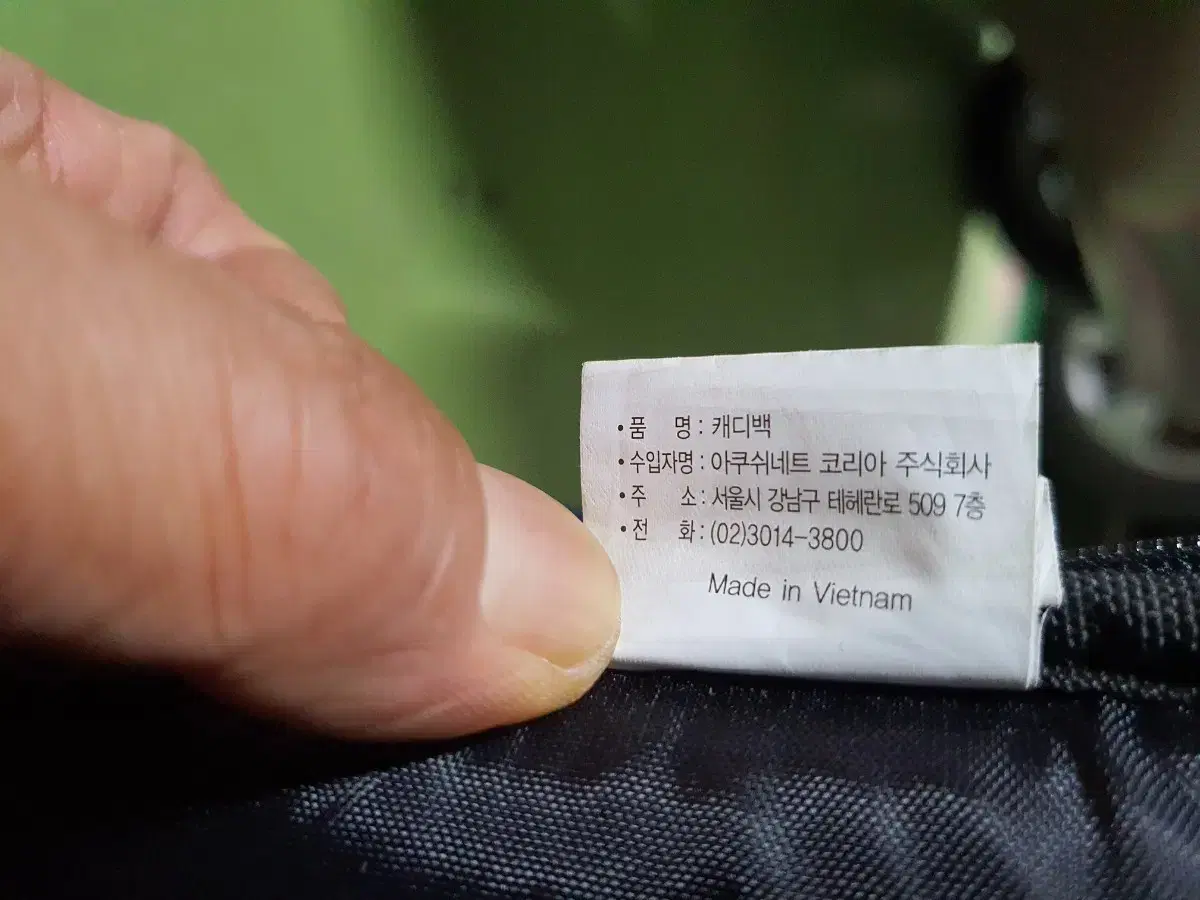 • 품 명 : 캐디백
• 수입자명 : 아쿠쉬네트 코리아 주식회사
• 주 소 : 서울시 강남구 테헤란로 509 7층
• 전 화 : (02)3014-3800
Made in Vietnam